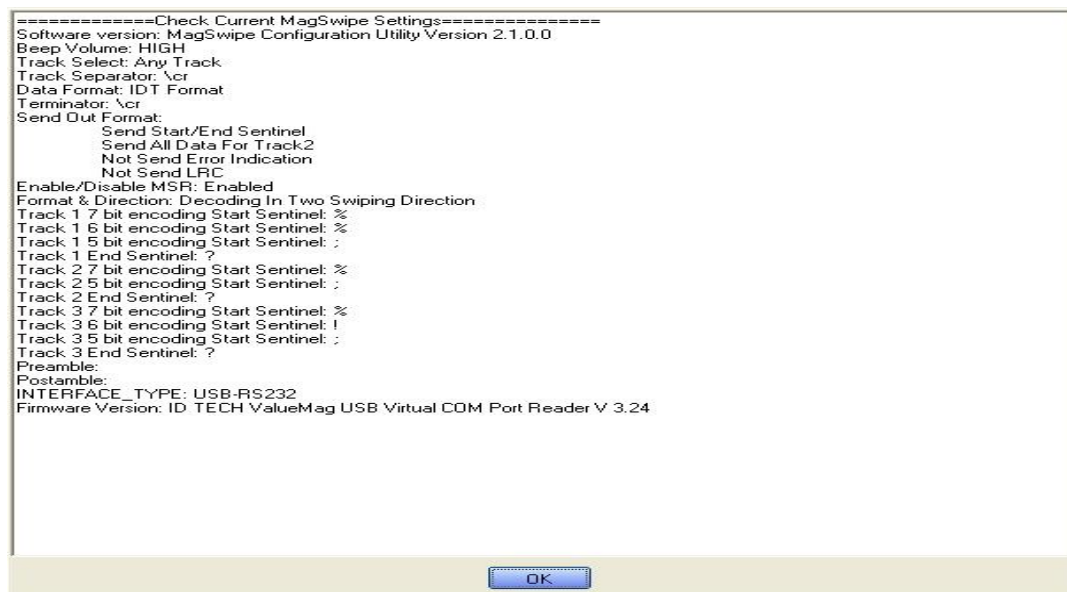 =============Check Current MagSwipe Settings===============
Software version: MagSwipe Configuration Utility Version 2.1.0.0
Beep Volume: HIGH
Track Select: Any Track
Track Separator: \cr
Data Format: IDT Format
Terminator: \cr
Send Out Format:
Send Start/End Sentinel
Send All Data For Track2
Not Send Error Indication
Not Send LRC
Enable/Disable MSR: Enabled
Format & Direction: Decoding In Two Swiping Direction
Track 1 7 bit encoding Start Sentinel: %
Track 1 6 bit encoding Start Sentinel: %
Track 1 5 bit encoding Start Sentinel: ;
Track 1 End Sentinel: ?
Track 2 7 bit encoding Start Sentinel: %
Track 2 5 bit encoding Start Sentinel: ;
Track 2 End Sentinel: ?
Track 3 7 bit encoding Start Sentinel: %
Track 3 6 bit encoding Start Sentinel: !
Track 3 5 bit encoding Start Sentinel: ;
Track 3 End Sentinel: ?
Preamble:
Postamble:
INTERFACE_TYPE: USB-RS232
Firmware Version: ID TECH ValueMag USB Virtual COM Port Reader V 3.24
OK